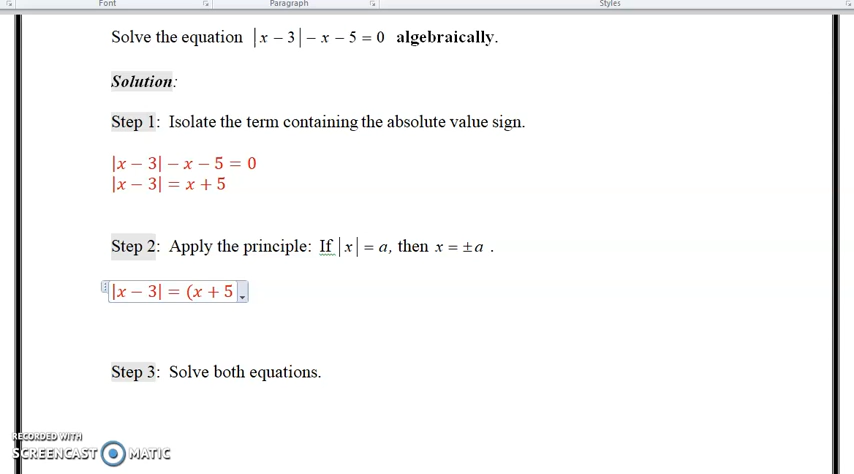 Font Paragraph Styles
Solve the equation |x − 3| − x − 5 = 0 algebraically.
Solution:
Step 1: Isolate the term containing the absolute value sign.
|x − 3| − x − 5 = 0
|x − 3| = x + 5
Step 2: Apply the principle: If |x| = a, then x = ±a .
|x − 3| = (x + 5
Step 3: Solve both equations.
RECORDED WITH
SCREENCAST MATIC